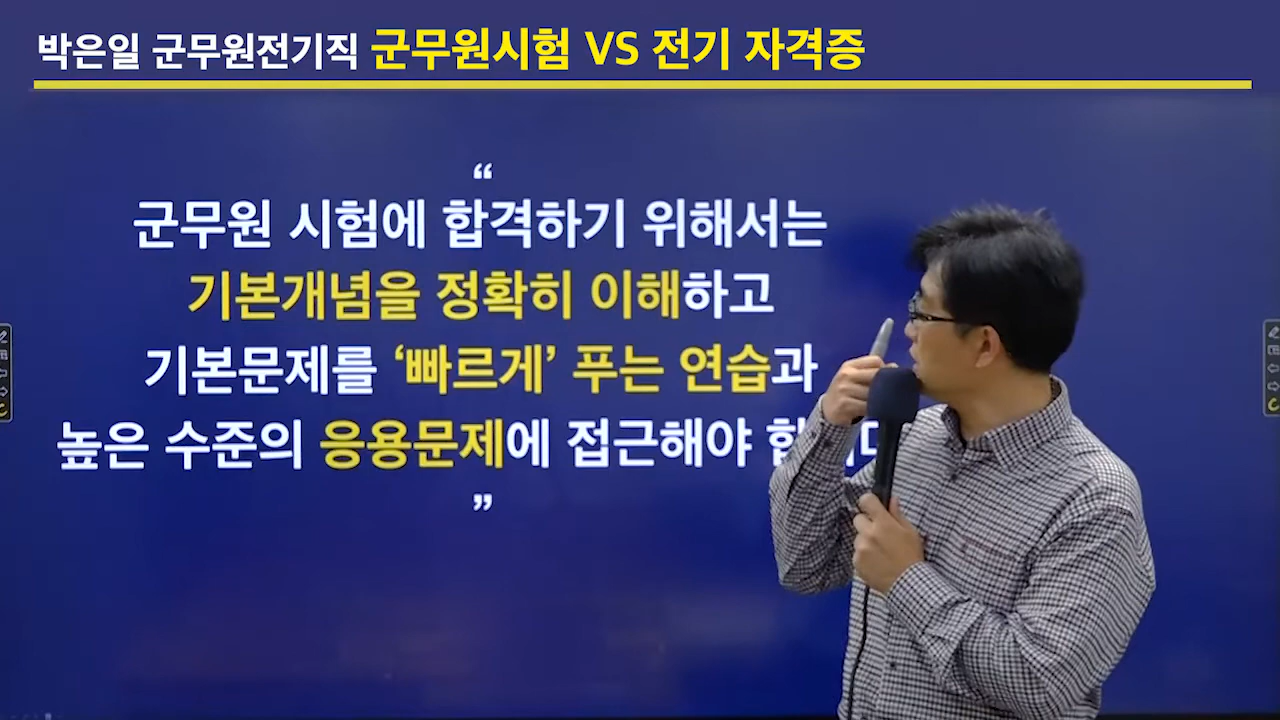 박은일 군무원전기직 군무원시험 VS 전기 자격증
“
군무원 시험에 합격하기 위해서는
기본개념을 정확히 이해하고
기본문제를 ‘빠르게’ 푸는 연습과
높은 수준의 응용문제에 접근해야
”